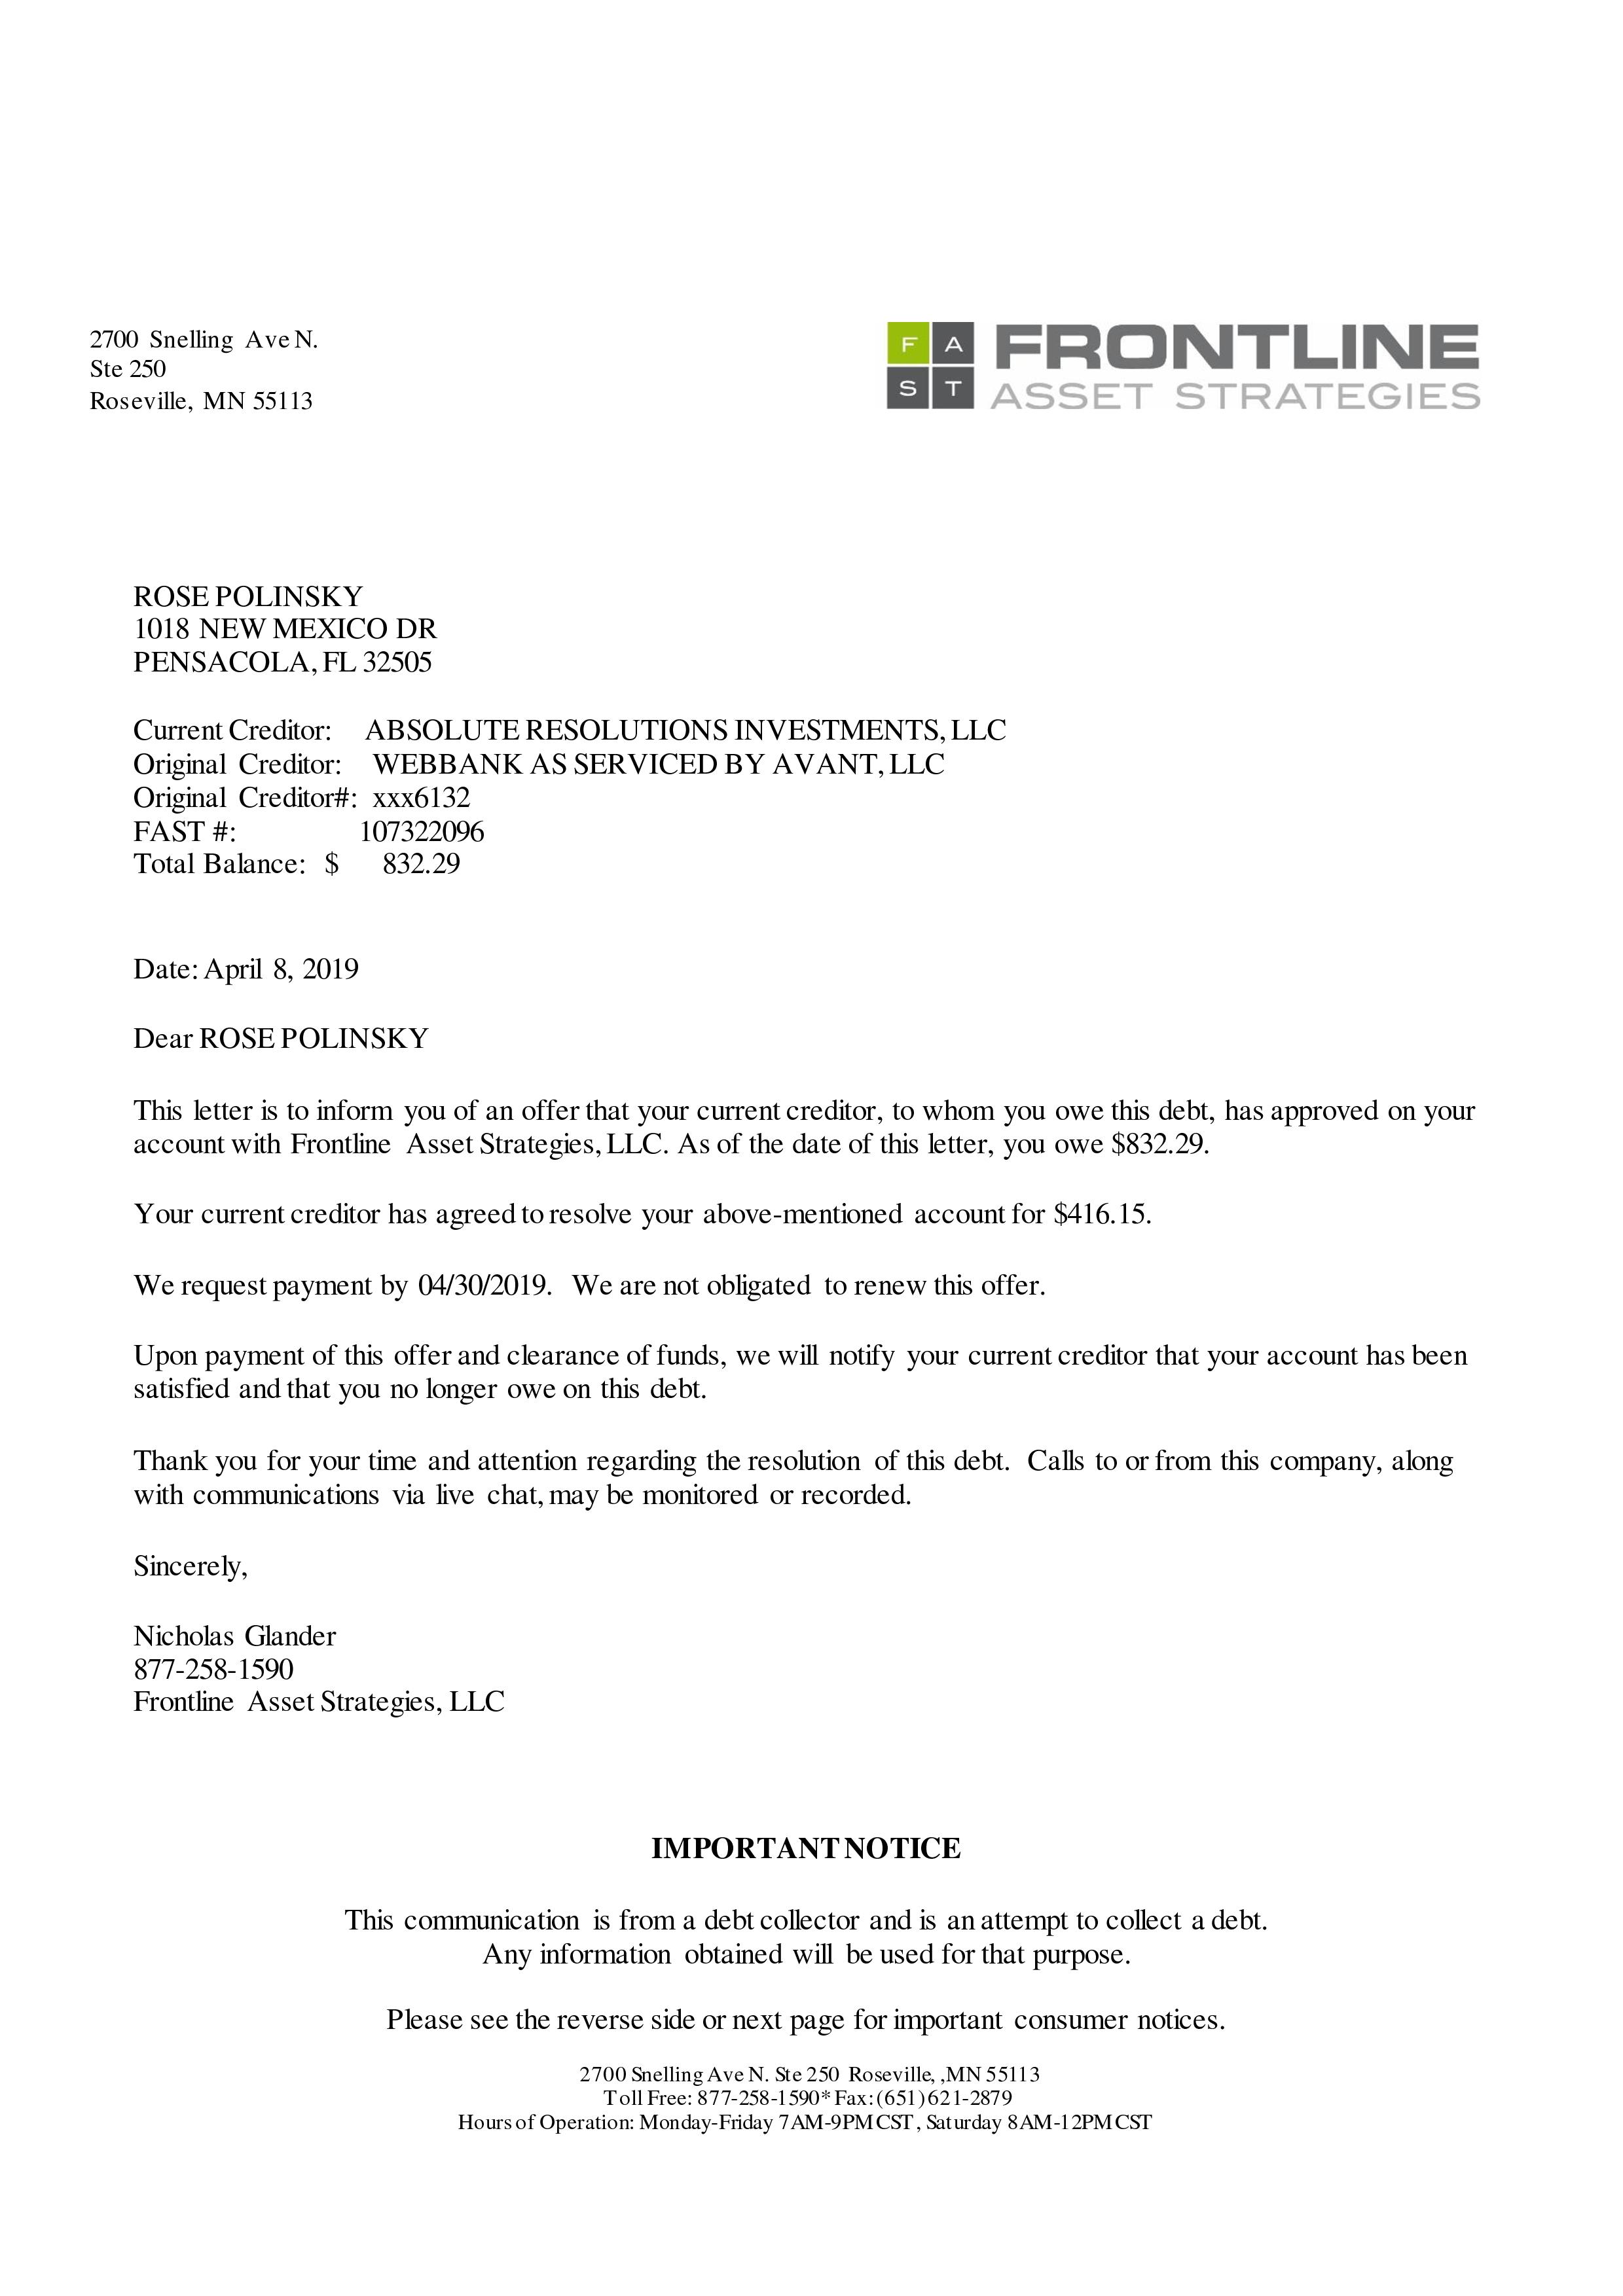 2700 Snelling Ave N.
Ste 250
Roseville, MN 55113
F A
S T
FRONTLINE
ASSET STRATEGIES
ROSE POLINSKY
1018 NEW MEXICO DR
PENSACOLA, FL 32505
Current Creditor: ABSOLUTE RESOLUTIONS INVESTMENTS, LLC
Original Creditor: WEBBANK AS SERVICED BY AVANT, LLC
Original Creditor#: xxx6132
FAST #: 107322096
Total Balance: $ 832.29
Date: April 8, 2019
Dear ROSE POLINSKY
This letter is to inform you of an offer that your current creditor, to whom you owe this debt, has approved on your
account with Frontline Asset Strategies, LLC. As of the date of this letter, you owe $832.29.
Your current creditor has agreed to resolve your above-mentioned account for $416.15.
We request payment by 04/30/2019. We are not obligated to renew this offer.
Upon payment of this offer and clearance of funds, we will notify your current creditor that your account has been
satisfied and that you no longer owe on this debt.
Thank you for your time and attention regarding the resolution of this debt. Calls to or from this company, along
with communications via live chat, may be monitored or recorded.
Sincerely,
Nicholas Glander
877-258-1590
Frontline Asset Strategies, LLC
IMPORTANT NOTICE
This communication is from a debt collector and is an attempt to collect a debt.
Any information obtained will be used for that purpose.
Please see the reverse side or next page for important consumer notices.
2700 Snelling Ave N. Ste 250 Roseville, ,MN 55113
Toll Free: 877-258-1590* Fax: (651) 621-2879
Hours of Operation: Monday-Friday 7AM-9PM CST, Saturday 8AM-12PM CST